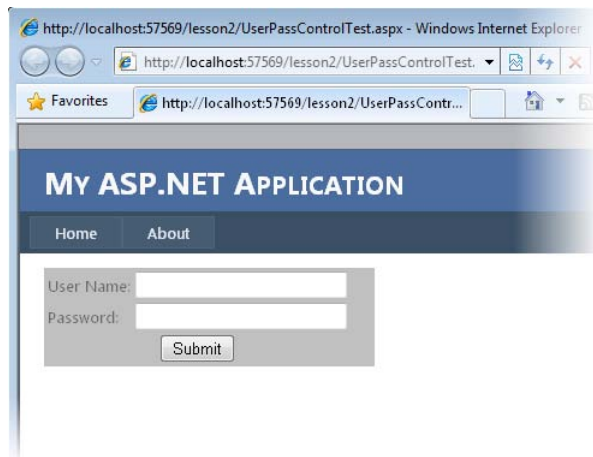 http://localhost:57569/lesson2/UserPassControlTest.aspx - Windows Internet Explorer
http://localhost:57569/lesson2/UserPassControlTest.
Favorites
http://localhost:57569/lesson2/UserPassContr...
MY ASP.NET APPLICATION
Home About
User Name:
Password:
Submit